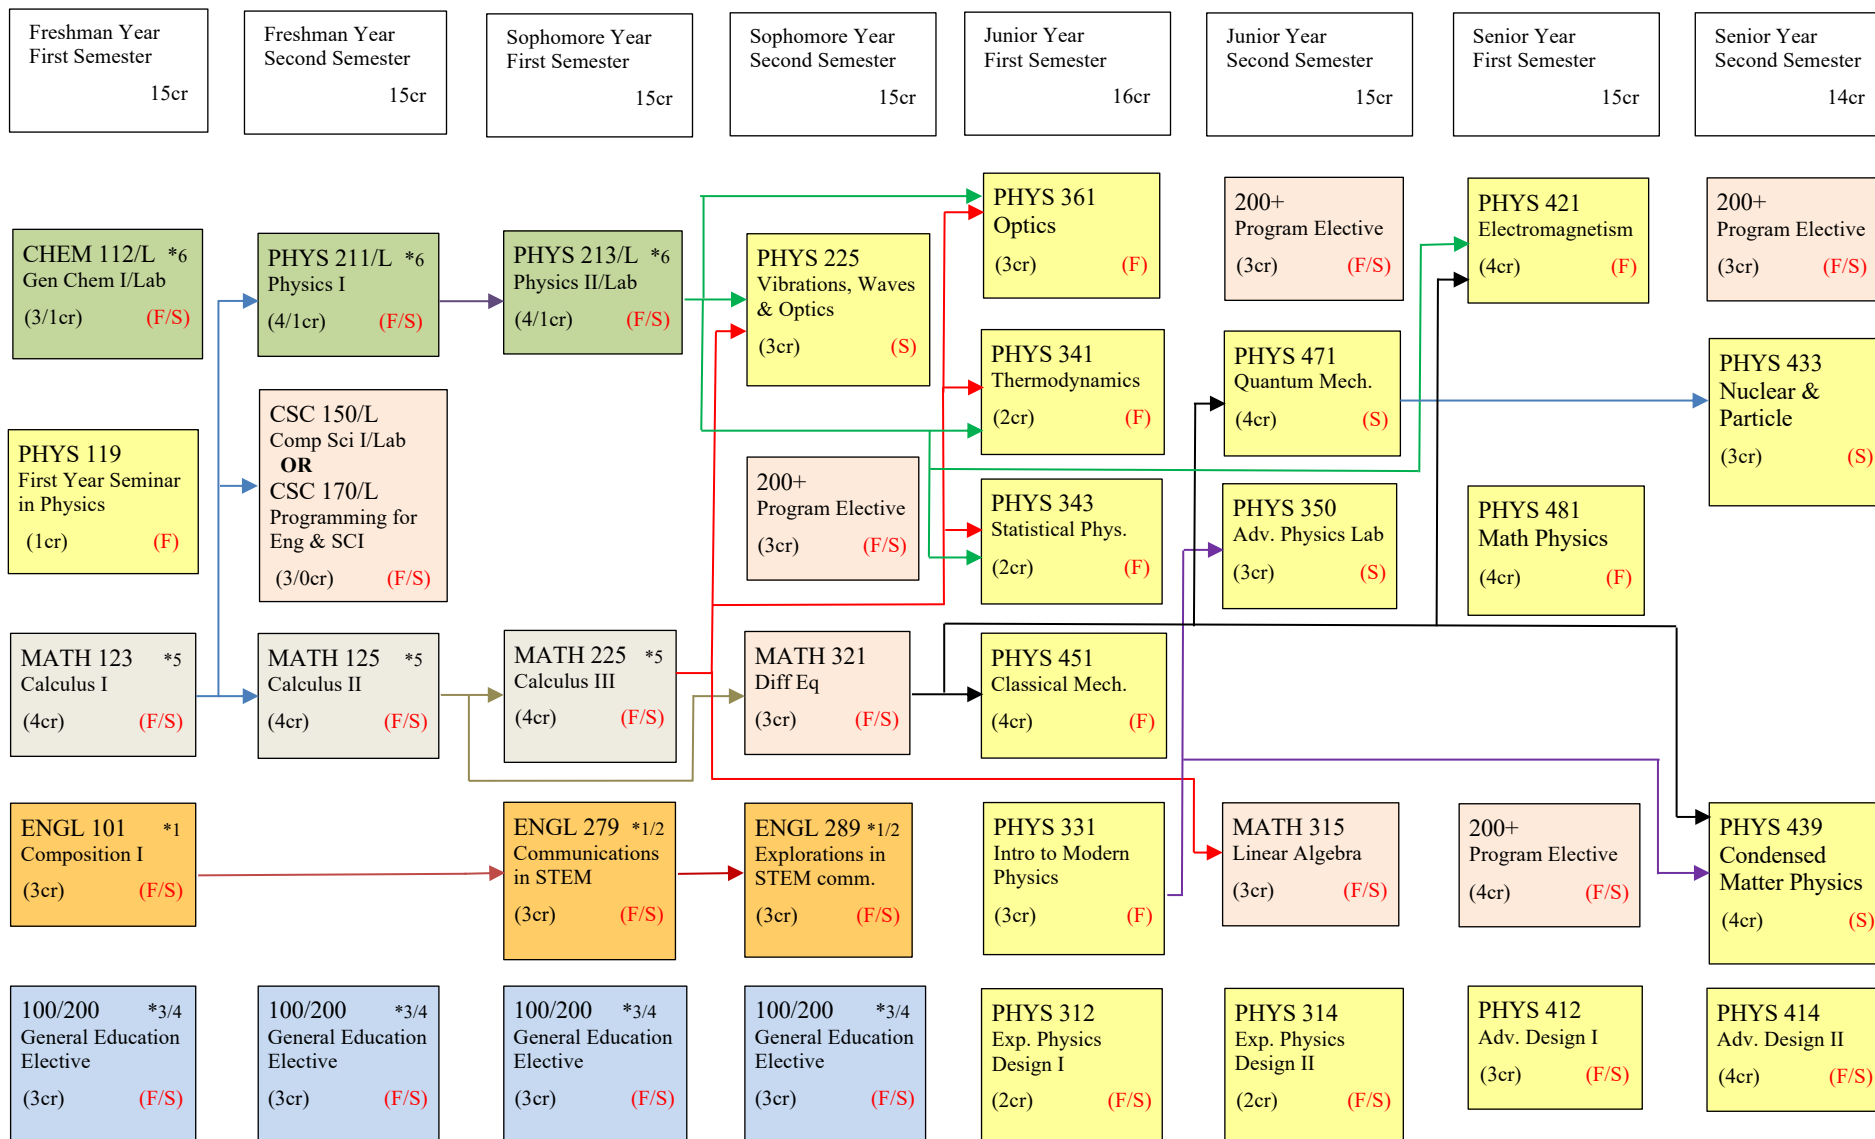 Freshman Year
First Semester
15cr
Freshman Year
Second Semester
15cr
Sophomore Year
First Semester
15cr
Sophomore Year
Second Semester
15cr
Junior Year
First Semester
16cr
Junior Year
Second Semester
15cr
Senior Year
First Semester
15cr
Senior Year
Second Semester
14cr
CHEM 112/L *6
Gen Chem I/Lab
(3/1cr) (F/S)
PHYS 119
First Year Seminar
in Physics
(1cr) (F)
MATH 123 *5
Calculus I
(4cr) (F/S)
ENGL 101 *1
Composition I
(3cr) (F/S)
100/200 *3/4
General Education
Elective
(3cr) (F/S)
PHYS 211/L *6
Physics I
(4/1cr) (F/S)
CSC 150/L
Comp Sci I/Lab
OR
CSC 170/L
Programming for
Eng & SCI
(3/0cr) (F/S)
MATH 125 *5
Calculus II
(4cr) (F/S)
100/200 *3/4
General Education
Elective
(3cr) (F/S)
PHYS 213/L *6
Physics II/Lab
(4/1cr) (F/S)
MATH 225 *5
Calculus III
(4cr) (F/S)
ENGL 279 *1/2
Communications
in STEM
(3cr) (F/S)
100/200 *3/4
General Education
Elective
(3cr) (F/S)
PHYS 225
Vibrations, Waves
& Optics
(3cr) (S)
200+
Program Elective
(3cr) (F/S)
MATH 321
Diff Eq
(3cr) (F/S)
ENGL 289 *1/2
Explorations in
STEM comm.
(3cr) (F/S)
100/200 *3/4
General Education
Elective
(3cr) (F/S)
PHYS 361
Optics
(3cr) (F)
PHYS 341
Thermodynamics
(2cr) (F)
PHYS 343
Statistical Phys.
(2cr) (F)
PHYS 451
Classical Mech.
(4cr) (F)
PHYS 331
Intro to Modern
Physics
(3cr) (F)
PHYS 312
Exp. Physics
Design I
(2cr) (F/S)
200+
Program Elective
(3cr) (F/S)
PHYS 471
Quantum Mech.
(4cr) (S)
PHYS 350
Adv. Physics Lab
(3cr) (S)
MATH 315
Linear Algebra
(3cr) (F/S)
PHYS 314
Exp. Physics
Design II
(2cr) (F/S)
PHYS 421
Electromagnetism
(4cr) (F)
PHYS 481
Math Physics
(4cr) (F)
200+
Program Elective
(4cr) (F/S)
PHYS 412
Adv. Design I
(3cr) (F/S)
200+
Program Elective
(3cr) (F/S)
PHYS 433
Nuclear &
Particle
(3cr) (S)
PHYS 439
Condensed
Matter Physics
(4cr) (S)
PHYS 414
Adv. Design II
(4cr) (F/S)